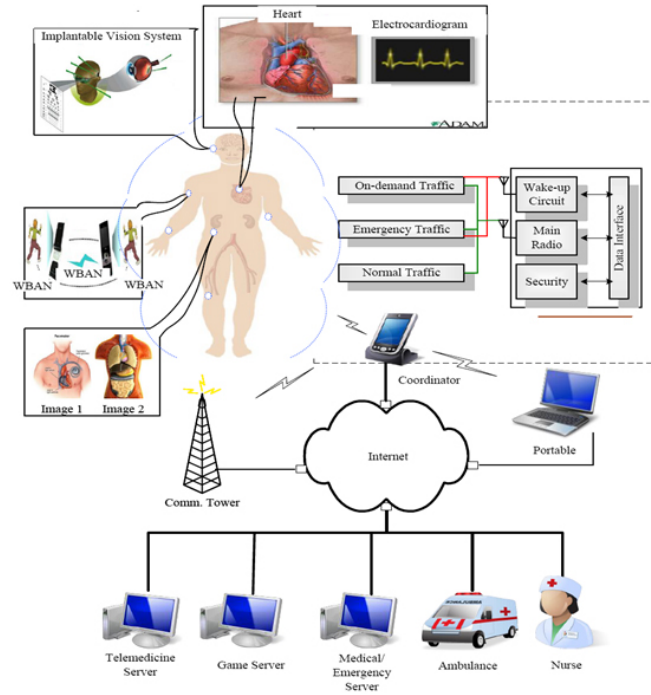 Heart
Electrocardiogram
Implantable Vision System
ADAM
On-demand Traffic
Emergency Traffic
Normal Traffic
Wake-up
Circuit
Main
Radio
Security
Data Interface
WBAN
WBAN
WBAN
Image 1
Image 2
Coordinator
Internet
Portable
Comm. Tower
Telemedicine
Server
Game Server
Medical/
Emergency
Server
Ambulance
Nurse